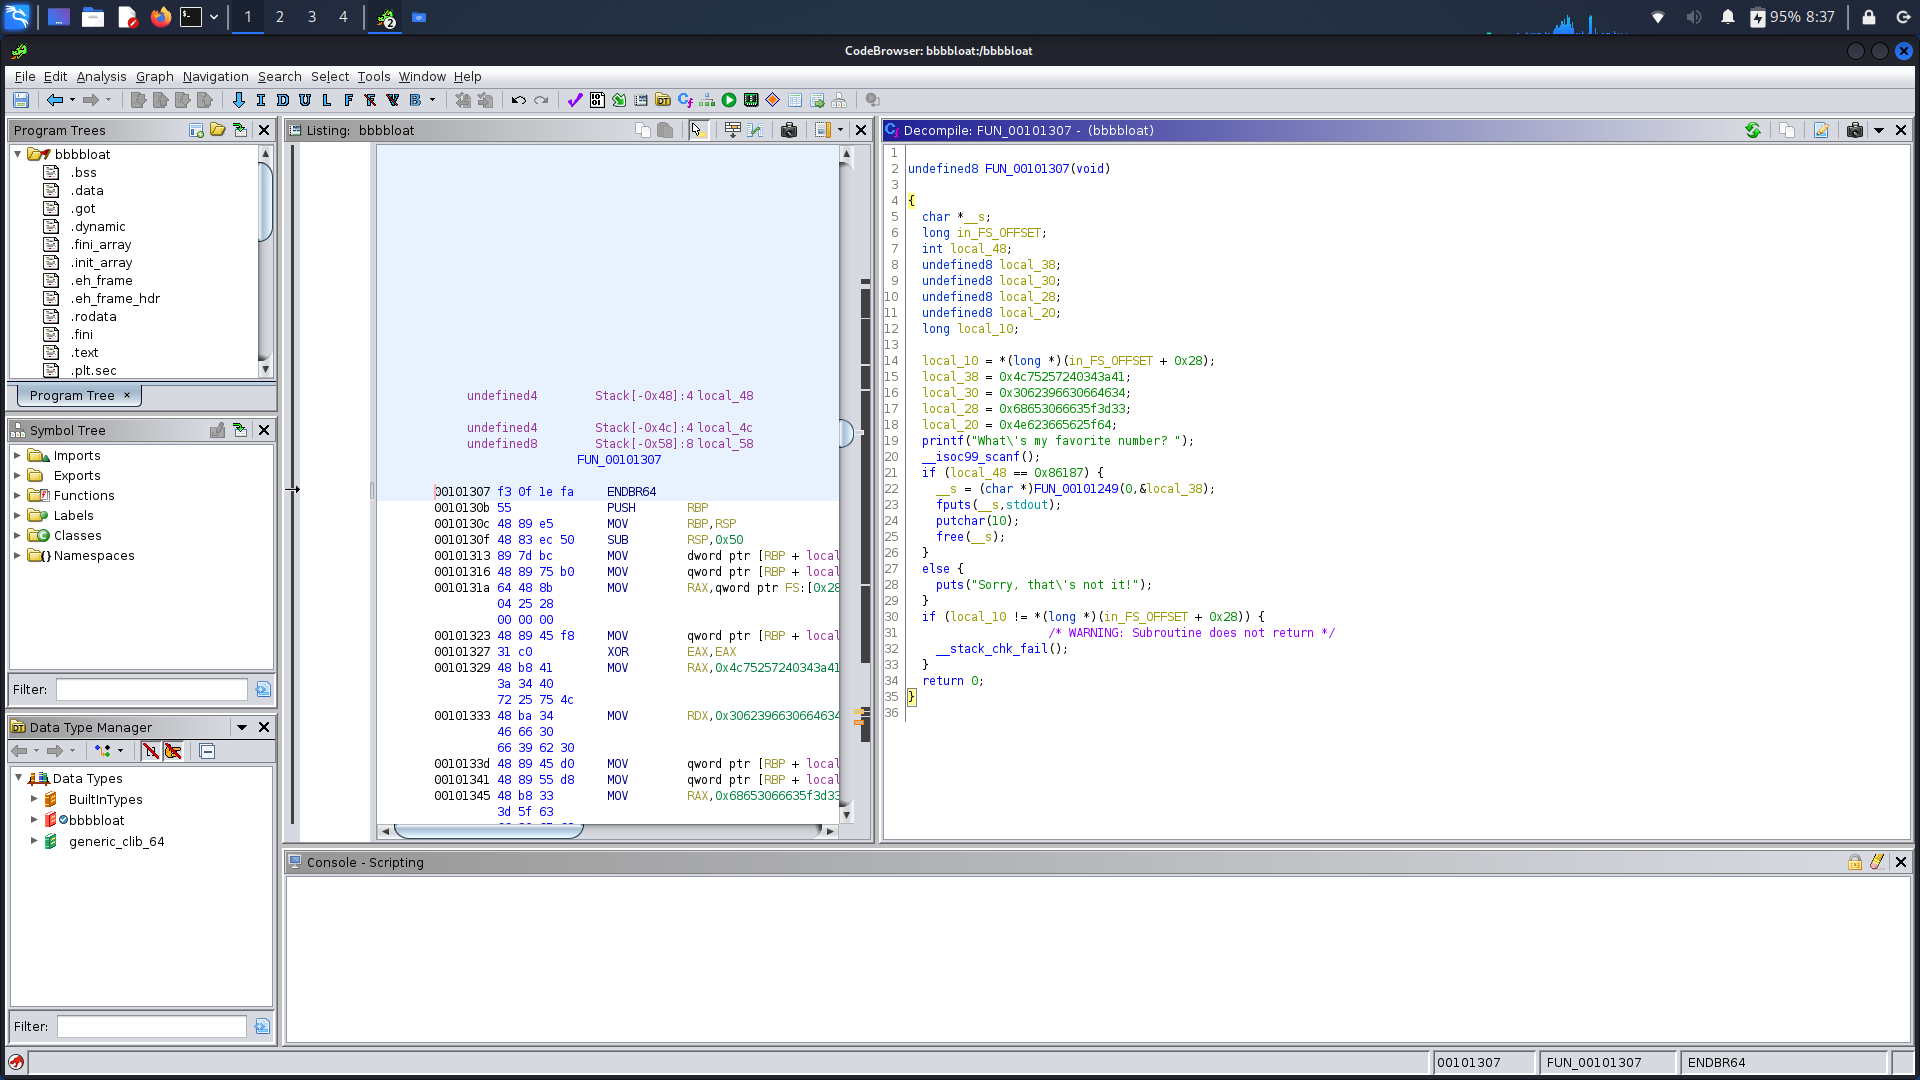 1
2
3
4
2
95%
8:37
CodeBrowser: bbbbloat:/bbbbloat
File Edit Analysis Graph Navigation Search Select Tools Window Help
I D U L F V B
Program Trees
bbbbloat
.bss
.data
.got
.dynamic
.fini_array
.init_array
.eh_frame
.eh_frame_hdr
.rodata
.fini
.text
.plt.sec
Program Tree ×
Symbol Tree
Imports
Exports
Functions
Labels
Classes
{} Namespaces
Filter:
Data Type Manager
Data Types
BuiltInTypes
bbbbloat
generic_clib_64
Filter:
Listing: bbbbloat
undefined4 Stack[-0x48]:4 local_48
undefined4 Stack[-0x4c]:4 local_4c
undefined8 Stack[-0x58]:8 local_58
FUN_00101307
00101307 f3 0f 1e fa ENDBR64
0010130b 55 PUSH RBP
0010130c 48 89 e5 MOV RBP,RSP
0010130f 48 83 ec 50 SUB RSP,0x50
00101313 89 7d bc MOV dword ptr [RBP + local
00101316 48 89 75 b0 MOV qword ptr [RBP + local
0010131a 64 48 8b MOV RAX,qword ptr FS:[0x28
04 25 28
00 00 00
00101323 48 89 45 f8 MOV qword ptr [RBP + local
00101327 31 c0 XOR EAX,EAX
00101329 48 b8 41 MOV RAX,0x4c75257240343a41
3a 34 40
72 25 75 4c
00101333 48 ba 34 MOV RDX,0x3062396630664634
46 66 30
66 39 62 30
0010133d 48 89 45 d0 MOV qword ptr [RBP + local
00101341 48 89 55 d8 MOV qword ptr [RBP + local
00101345 48 b8 33 MOV RAX,0x68653066635f3d33
3d 5f 63
Decompile: FUN_00101307 - (bbbbloat)
1
2 undefined8 FUN_00101307(void)
3
4 {
5 char *__s;
6 long in_FS_OFFSET;
7 int local_48;
8 undefined8 local_38;
9 undefined8 local_30;
10 undefined8 local_28;
11 undefined8 local_20;
12 long local_10;
13
14 local_10 = *(long *)(in_FS_OFFSET + 0x28);
15 local_38 = 0x4c75257240343a41;
16 local_30 = 0x3062396630664634;
17 local_28 = 0x68653066635f3d33;
18 local_20 = 0x4e623665625f64;
19 printf("What\'s my favorite number? ");
20 __isoc99_scanf();
21 if (local_48 == 0x86187) {
22 __s = (char *)FUN_00101249(0,&local_38);
23 fputs(__s,stdout);
24 putchar(10);
25 free(__s);
26 }
27 else {
28 puts("Sorry, that\'s not it!");
29 }
30 if (local_10 != *(long *)(in_FS_OFFSET + 0x28)) {
31 /* WARNING: Subroutine does not return */
32 __stack_chk_fail();
33 }
34 return 0;
35 }
36
Console - Scripting
00101307
FUN_00101307
ENDBR64